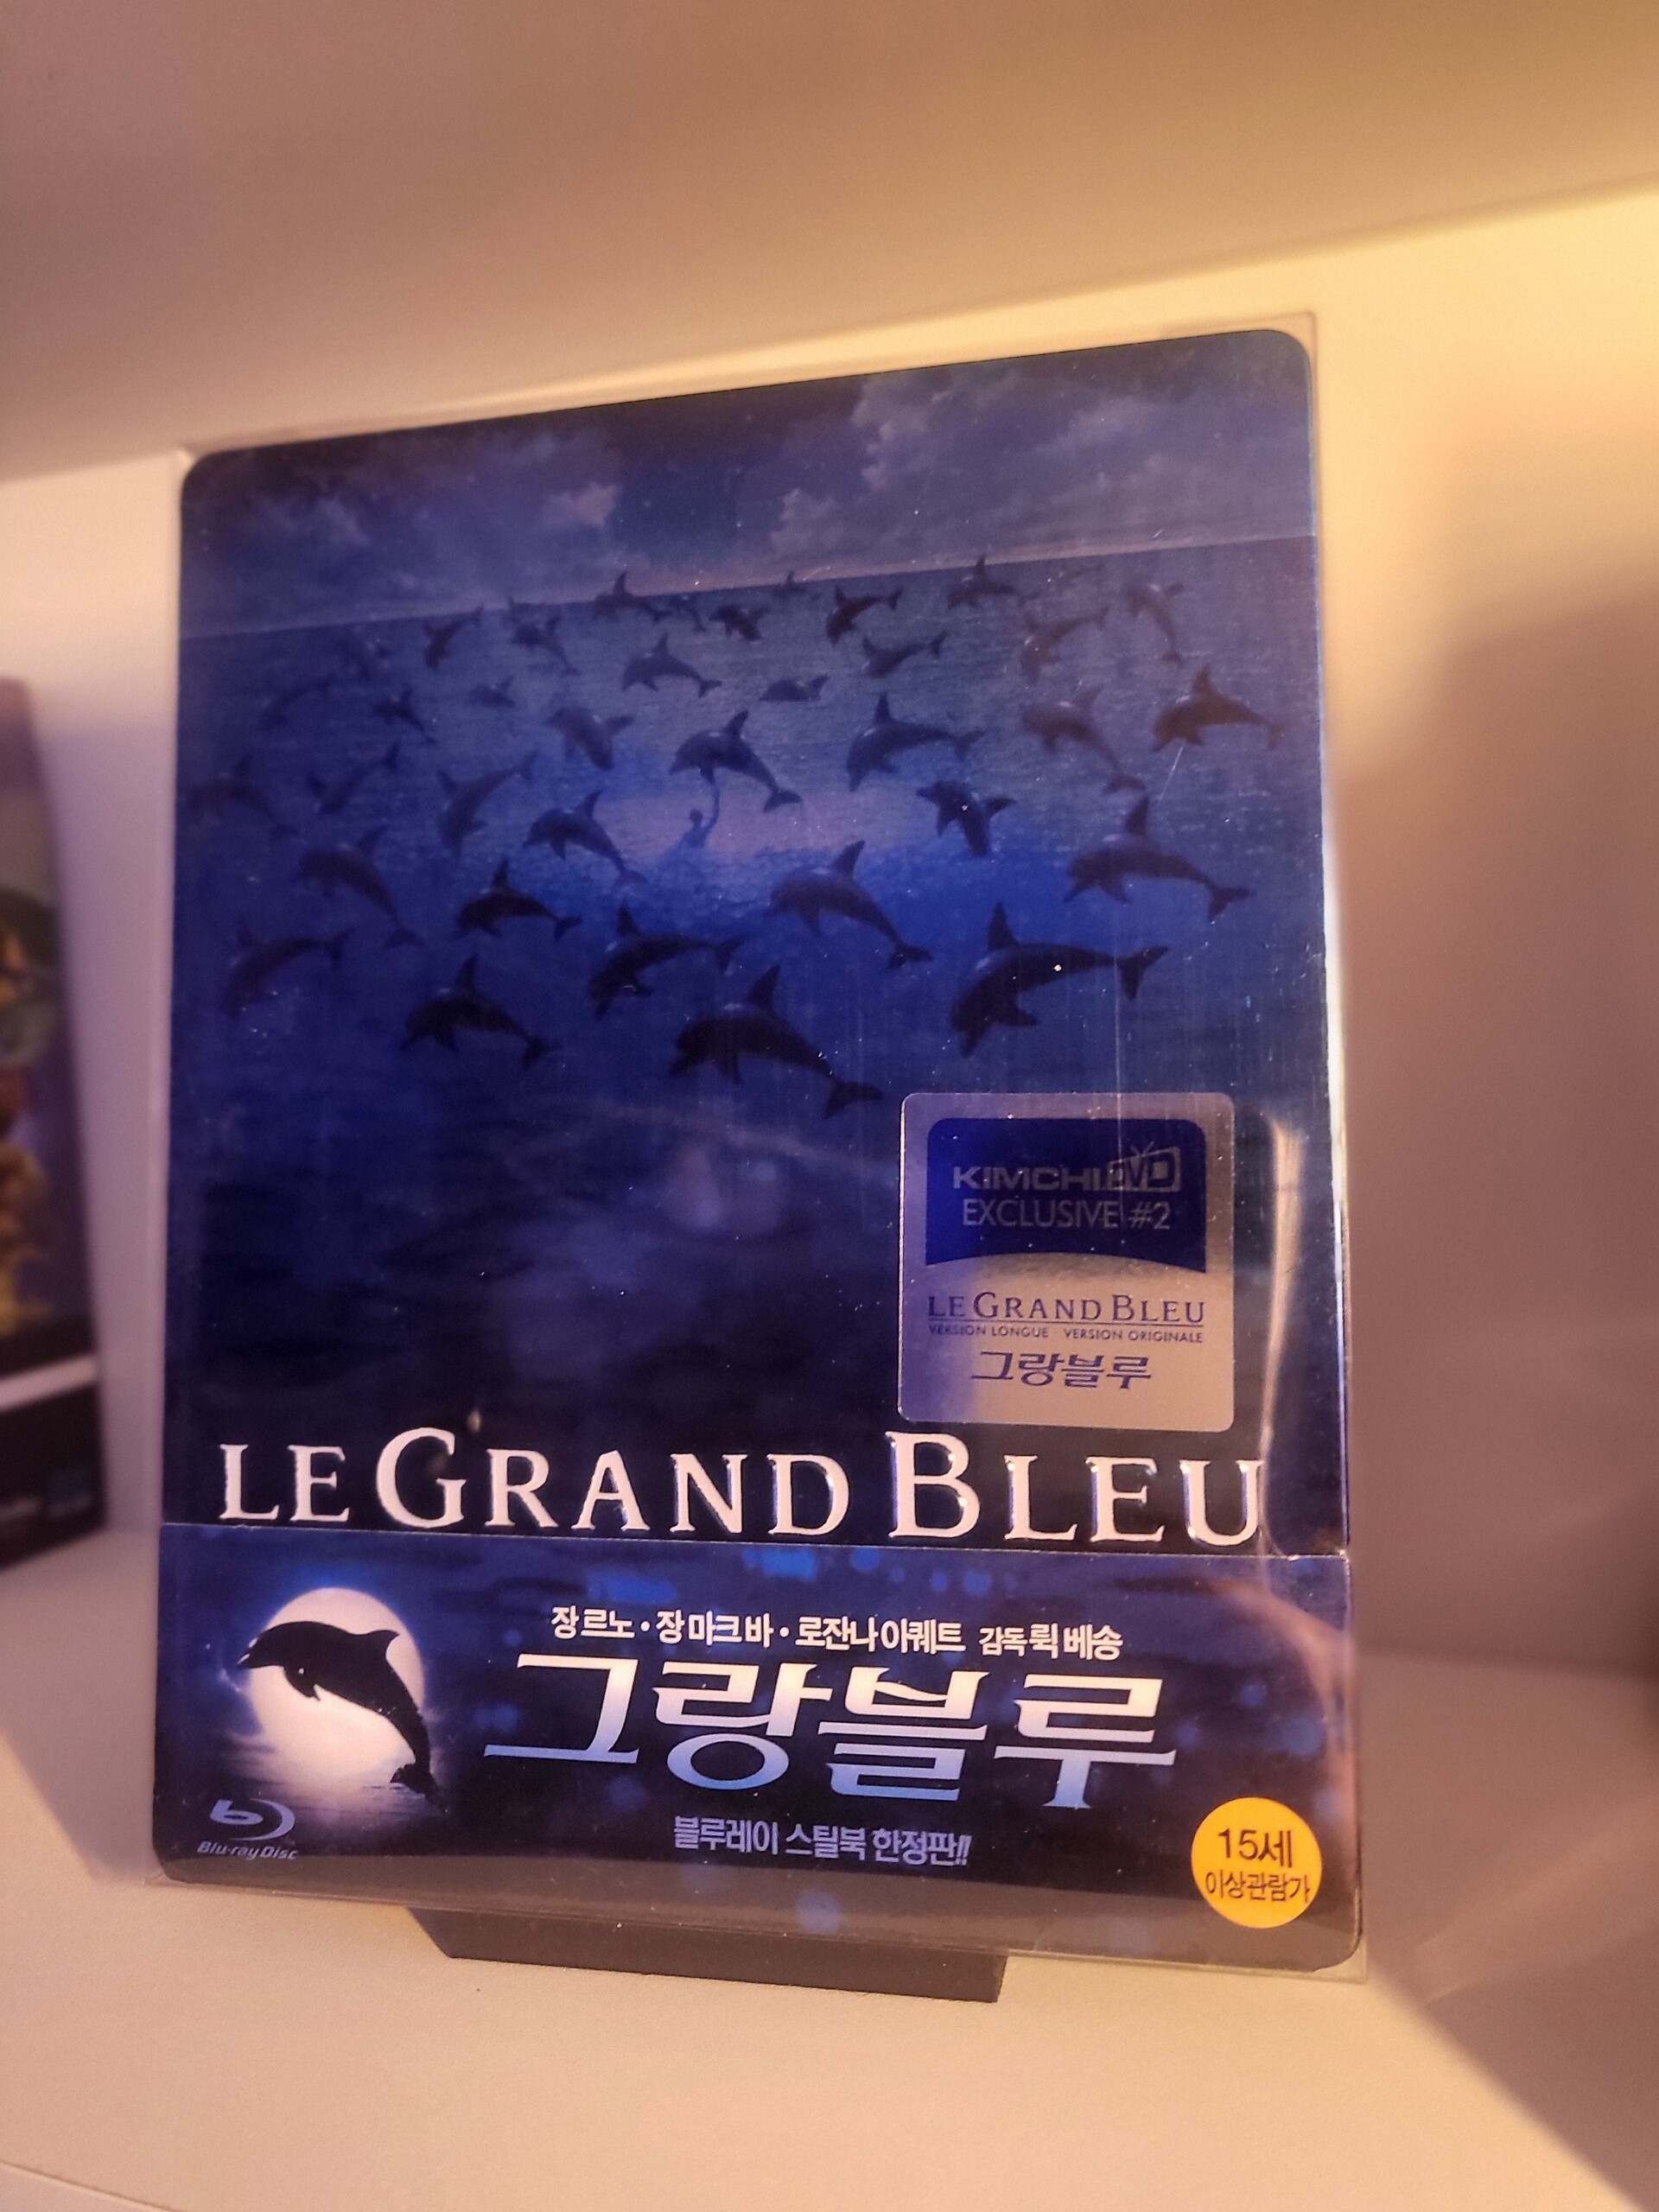 KIMCHI DVD
EXCLUSIVE #2
LE GRAND BLEU
VERSION LONGUE VERSION ORIGINALE
그랑블루
LE GRAND BLEU
장 르노 · 장 마크 바 · 로잔나 아퀘트 감독 뤽 베송
그랑블루
블루레이 스틸북 한정판!!
Blu-ray Disc
15세
이상관람가